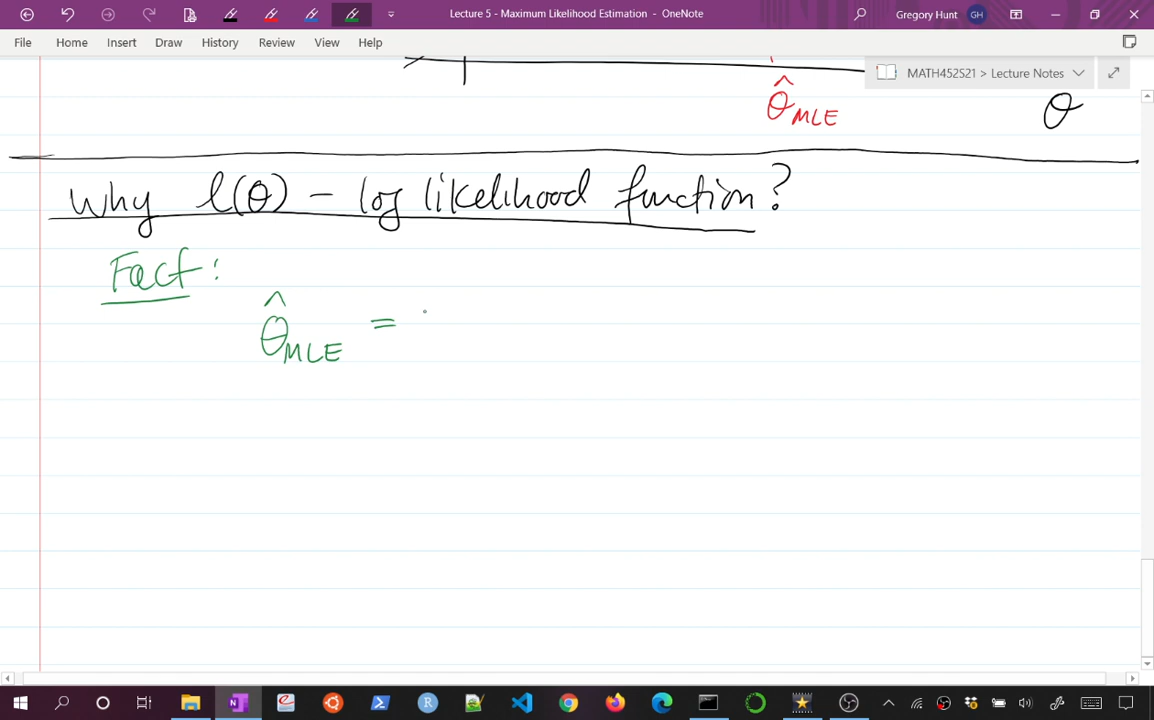 Lecture 5 - Maximum Likelihood Estimation - OneNote
Gregory Hunt GH
File Home Insert Draw History Review View Help
MATH452S21 > Lecture Notes
θ̂ MLE
θ
Why l(θ) - log likelihood function?
Fact:
θ̂ MLE =